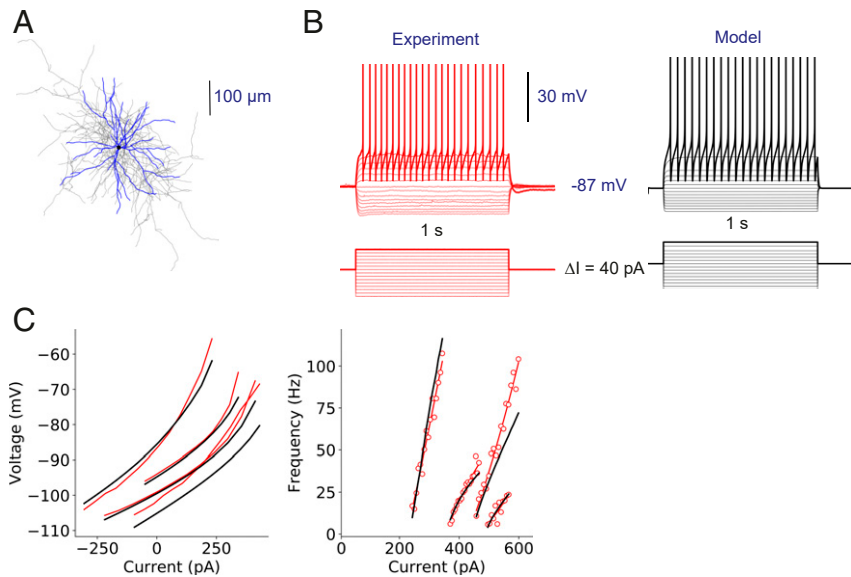 A
100 µm
B
Experiment
Model
30 mV
-87 mV
1 s
1 s
ΔI = 40 pA
C
Voltage (mV)
−60
−70
−80
−90
−100
−110
−250
0
250
Current (pA)
Frequency (Hz)
100
75
50
25
0
0
200
400
600
Current (pA)